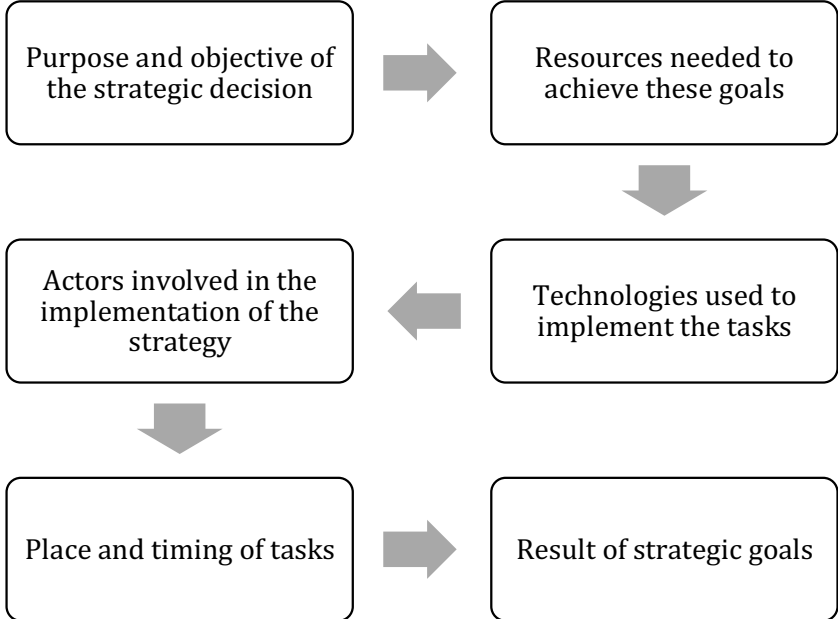 Purpose and objective of
the strategic decision
Resources needed to
achieve these goals
Technologies used to
implement the tasks
Actors involved in the
implementation of the
strategy
Place and timing of tasks
Result of strategic goals